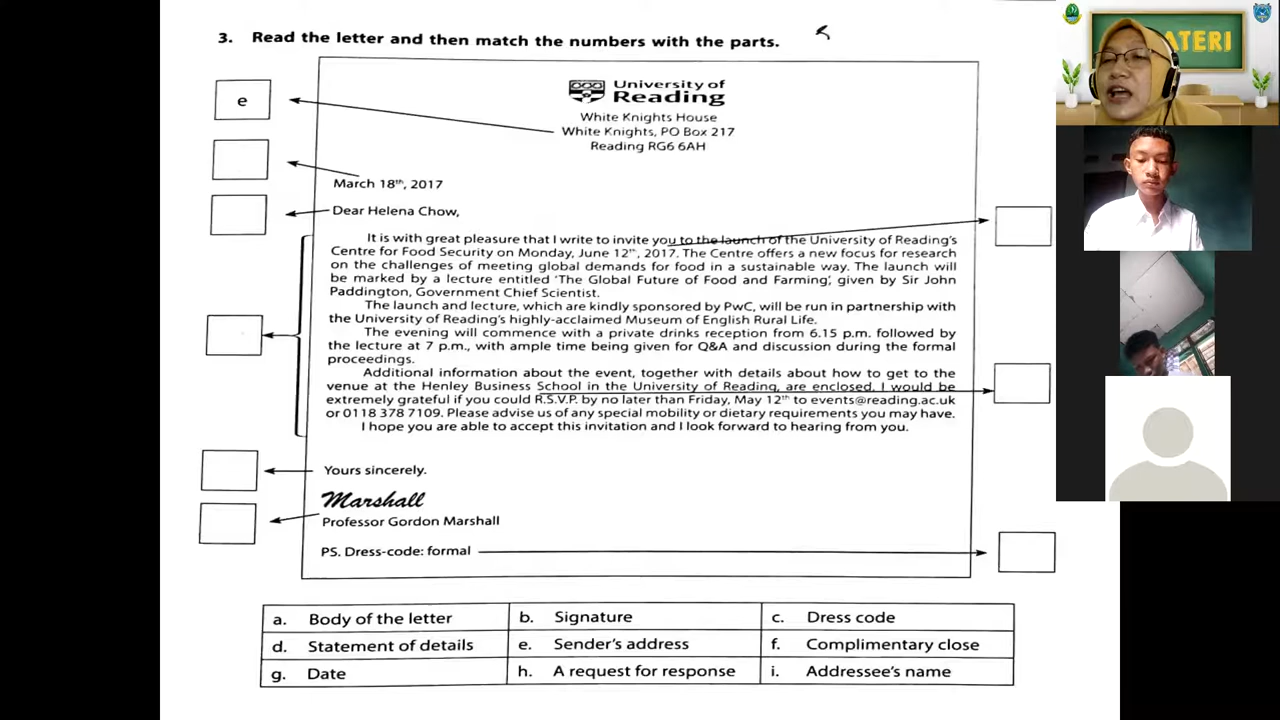 3. Read the letter and then match the numbers with the parts.
University of
Reading
White Knights House
White Knights, PO Box 217
Reading RG6 6AH
e
March 18th, 2017
Dear Helena Chow,
It is with great pleasure that I write to invite you to the launch of the University of Reading's
Centre for Food Security on Monday, June 12th, 2017. The Centre offers a new focus for research
on the challenges of meeting global demands for food in a sustainable way. The launch will
be marked by a lecture entitled 'The Global Future of Food and Farming', given by Sir John
Paddington, Government Chief Scientist.
The launch and lecture, which are kindly sponsored by PwC, will be run in partnership with
the University of Reading's highly-acclaimed Museum of English Rural Life.
The evening will commence with a private drinks reception from 6.15 p.m. followed by
the lecture at 7 p.m., with ample time being given for Q&A and discussion during the formal
proceedings.
Additional information about the event, together with details about how to get to the
venue at the Henley Business School in the University of Reading, are enclosed. I would be
extremely grateful if you could R.S.V.P. by no later than Friday, May 12th to events@reading.ac.uk
or 0118 378 7109. Please advise us of any special mobility or dietary requirements you may have.
I hope you are able to accept this invitation and I look forward to hearing from you.
Yours sincerely.
Marshall
Professor Gordon Marshall
PS. Dress-code: formal
a. Body of the letter b. Signature c. Dress code
d. Statement of details e. Sender's address f. Complimentary close
g. Date h. A request for response i. Addressee's name
ATERI